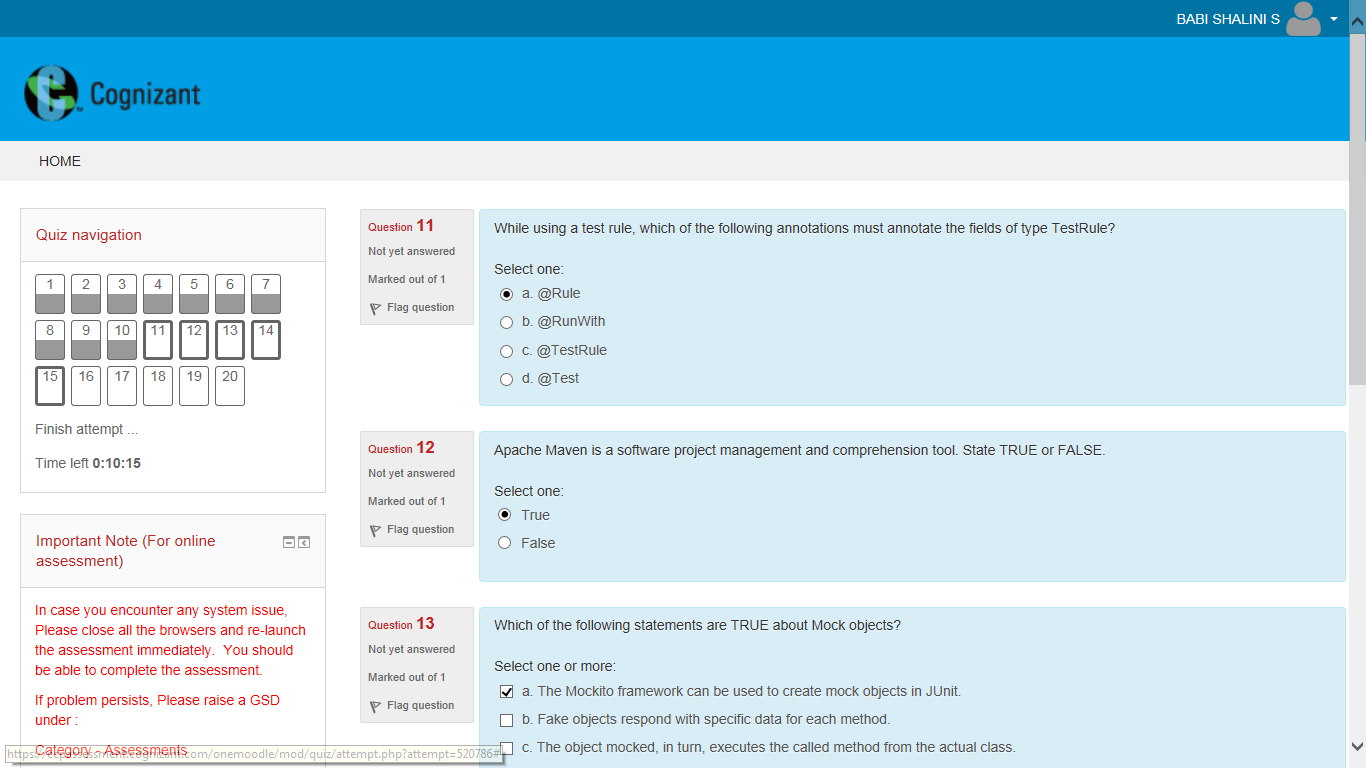 BABI SHALINI S
Cognizant
HOME
Quiz navigation
1 2 3 4 5 6 7
8 9 10 11 12 13 14
15 16 17 18 19 20
Finish attempt ...
Time left 0:10:15
Important Note (For online
assessment)
In case you encounter any system issue,
Please close all the browsers and re-launch
the assessment immediately. You should
be able to complete the assessment.
If problem persists, Please raise a GSD
under :
Category - Assessments
Question 11
Not yet answered
Marked out of 1
Flag question
While using a test rule, which of the following annotations must annotate the fields of type TestRule?
Select one:
a. @Rule
b. @RunWith
c. @TestRule
d. @Test
Question 12
Not yet answered
Marked out of 1
Flag question
Apache Maven is a software project management and comprehension tool. State TRUE or FALSE.
Select one:
True
False
Question 13
Not yet answered
Marked out of 1
Flag question
Which of the following statements are TRUE about Mock objects?
Select one or more:
a. The Mockito framework can be used to create mock objects in JUnit.
b. Fake objects respond with specific data for each method.
c. The object mocked, in turn, executes the called method from the actual class.